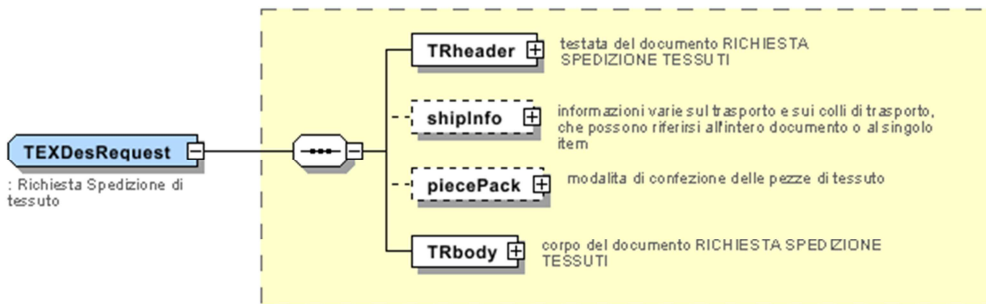 TRheader
testata del documento RICHIESTA
SPEDIZIONE TESSUTI
shipInfo
informazioni varie sul trasporto e sui colli di trasporto,
che possono riferirsi all'intero documento o al singolo
item
TEXDesRequest
: Richiesta Spedizione di
tessuto
piecePack
modalita di confezione delle pezze di tessuto
TRbody
corpo del documento RICHIESTA SPEDIZIONE
TESSUTI